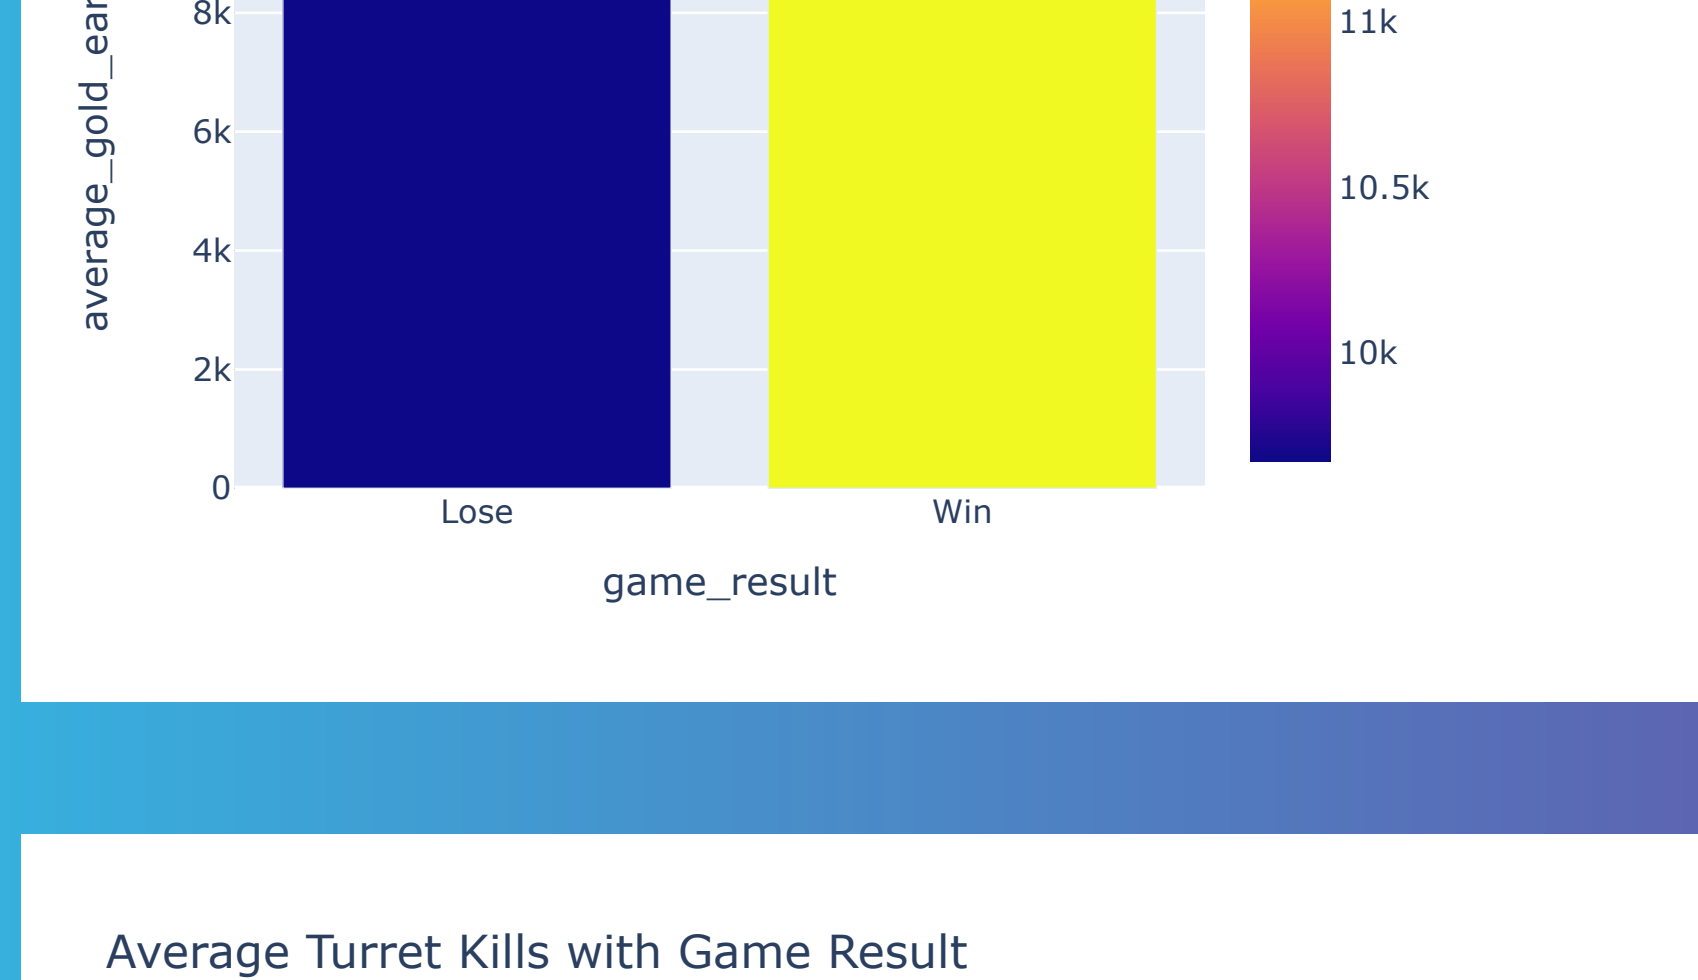 8k
6k
4k
2k
0
average_gold_ear
Lose
Win
game_result
11k
10.5k
10k
Average Turret Kills with Game Result